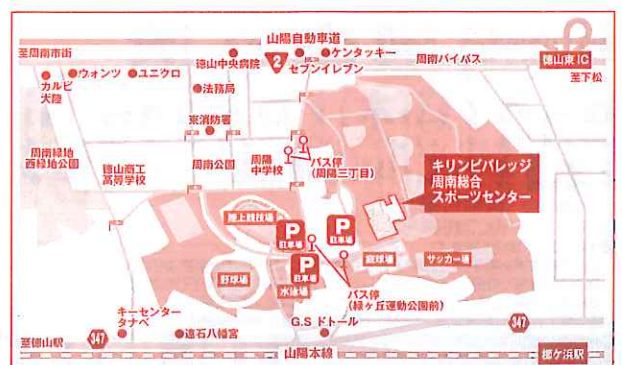 山陽自動車道
至周南市街
カルビ
大陸
ウォンツ
ユニクロ
徳山中央病院
2
セブンイレブン
ケンタッキー
周南バイパス
徳山東IC
至下松
法務局
東消防署
周南緑地
西緑地公園
徳山商工
高等学校
周南公園
周陽
中学校
バス停
(周陽三丁目)
キリンビバレッジ
周南総合
スポーツセンター
陸上競技場
P
駐車場
P
駐車場
P
駐車場
野球場
水泳場
庭球場
サッカー場
バス停
(緑ヶ丘運動公園前)
キーセンター
タナベ
遠石八幡宮
G.S ドトール
347
347
至徳山駅
山陽本線
櫛ケ浜駅